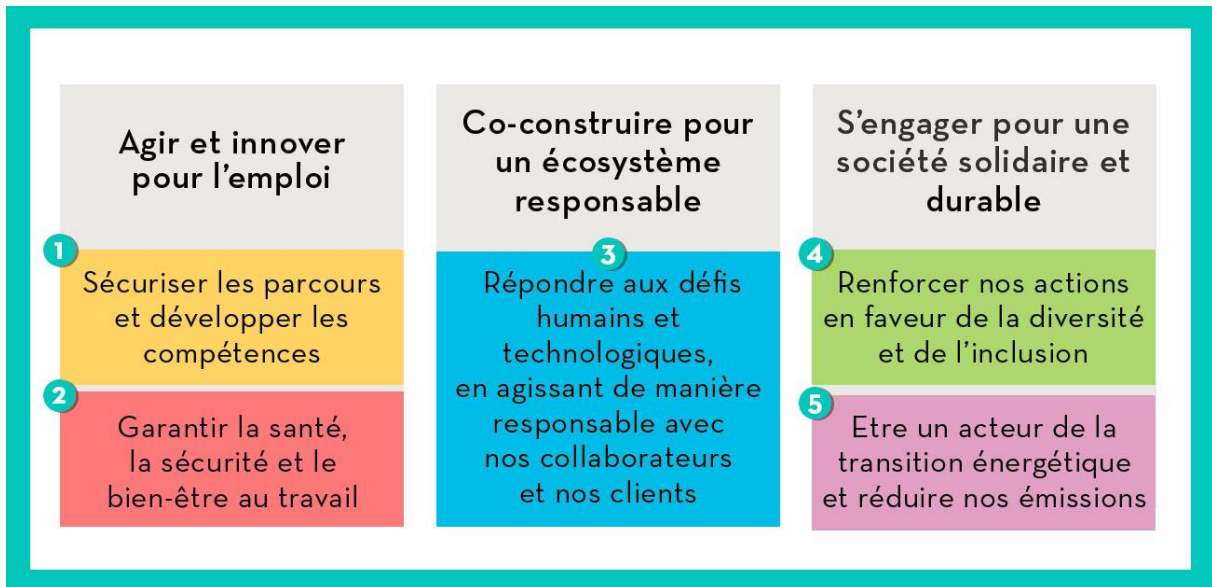 Agir et innover
pour l'emploi
1
Sécuriser les parcours
et développer les
compétences
2
Garantir la santé,
la sécurité et le
bien-être au travail
Co-construire pour
un écosystème
responsable
3
Répondre aux défis
humains et
technologiques,
en agissant de manière
responsable avec
nos collaborateurs
et nos clients
S'engager pour une
société solidaire et
durable
4
Renforcer nos actions
en faveur de la diversité
et de l'inclusion
5
Etre un acteur de la
transition énergétique
et réduire nos émissions